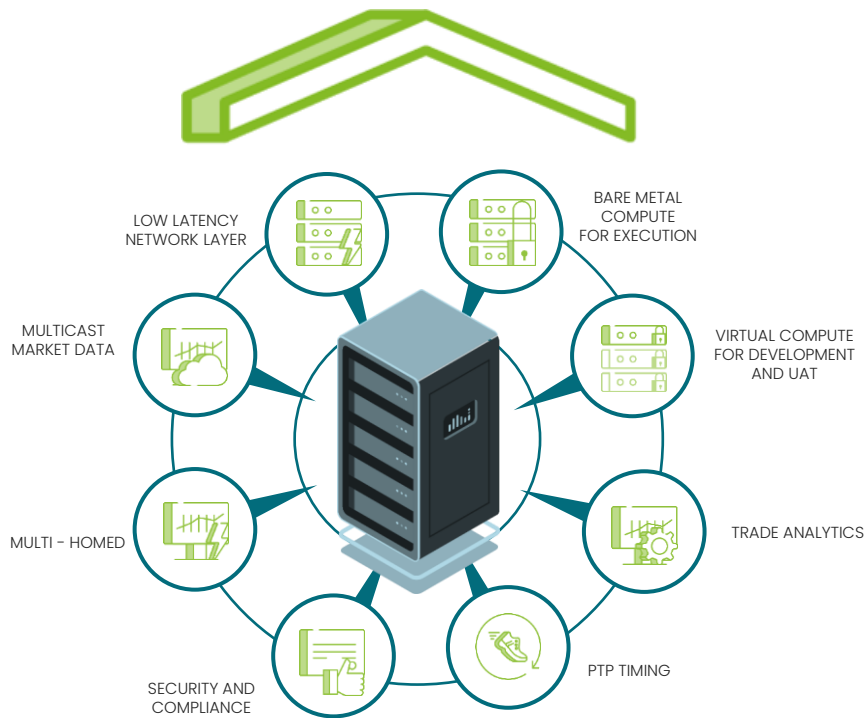 LOW LATENCY
NETWORK LAYER
BARE METAL
COMPUTE
FOR EXECUTION
MULTICAST
MARKET DATA
VIRTUAL COMPUTE
FOR DEVELOPMENT
AND UAT
MULTI - HOMED
TRADE ANALYTICS
SECURITY AND
COMPLIANCE
PTP TIMING